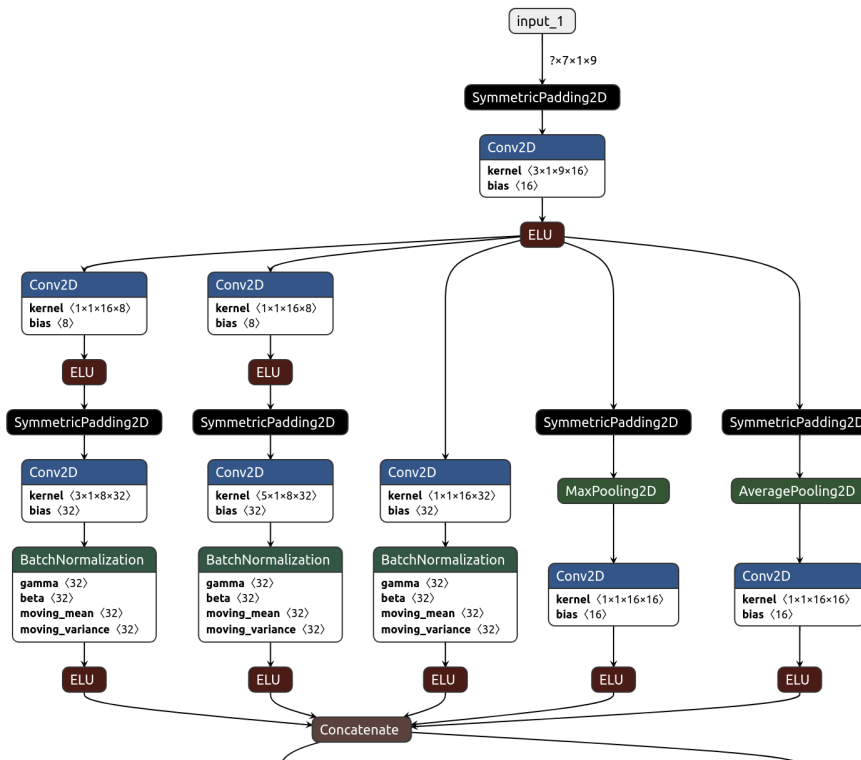 input_1
?×7×1×9
SymmetricPadding2D
Conv2D
kernel 〈3×1×9×16〉
bias 〈16〉
ELU
Conv2D
kernel 〈1×1×16×8〉
bias 〈8〉
ELU
SymmetricPadding2D
Conv2D
kernel 〈3×1×8×32〉
bias 〈32〉
BatchNormalization
gamma 〈32〉
beta 〈32〉
moving_mean 〈32〉
moving_variance 〈32〉
ELU
Conv2D
kernel 〈1×1×16×8〉
bias 〈8〉
ELU
SymmetricPadding2D
Conv2D
kernel 〈5×1×8×32〉
bias 〈32〉
BatchNormalization
gamma 〈32〉
beta 〈32〉
moving_mean 〈32〉
moving_variance 〈32〉
ELU
Conv2D
kernel 〈1×1×16×32〉
bias 〈32〉
BatchNormalization
gamma 〈32〉
beta 〈32〉
moving_mean 〈32〉
moving_variance 〈32〉
ELU
SymmetricPadding2D
MaxPooling2D
Conv2D
kernel 〈1×1×16×16〉
bias 〈16〉
ELU
SymmetricPadding2D
AveragePooling2D
Conv2D
kernel 〈1×1×16×16〉
bias 〈16〉
ELU
Concatenate